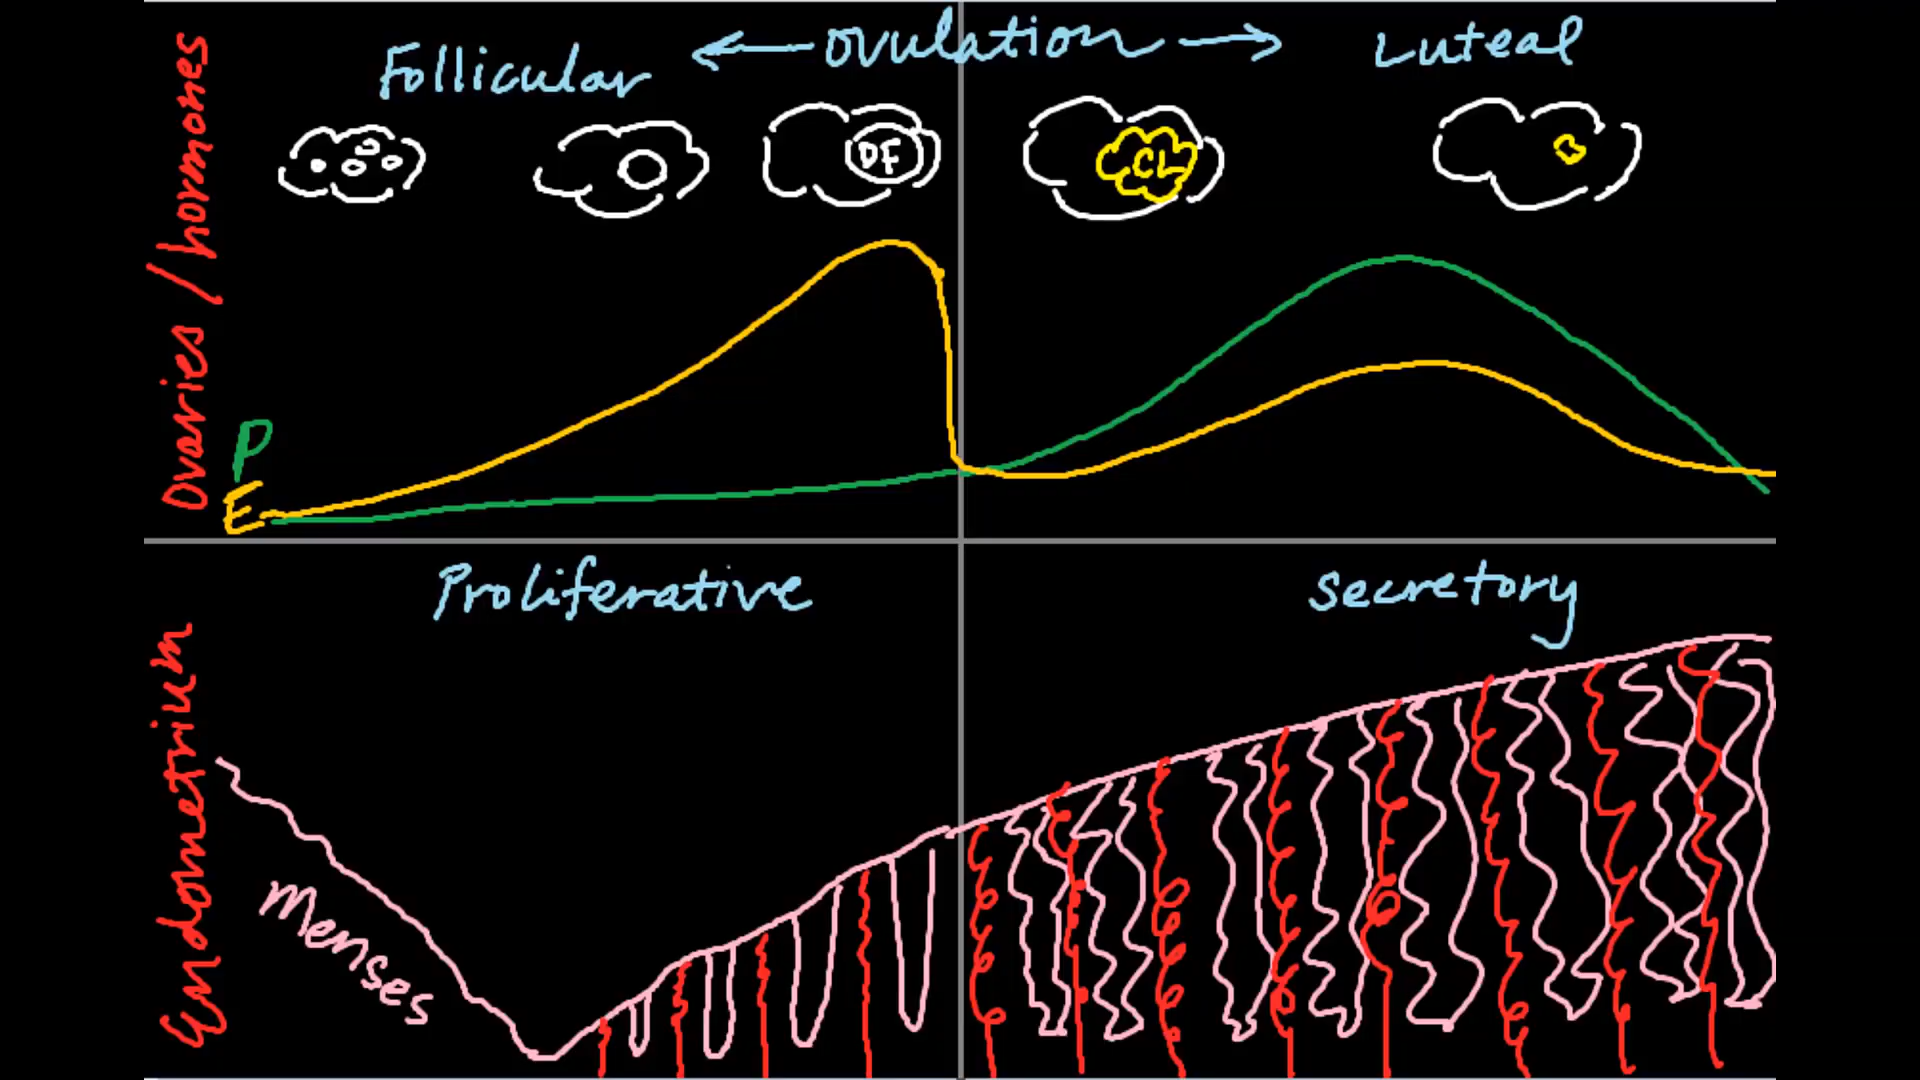 Follicular
ovulation
Luteal
Ovaries / hormones
DF
CL
P
E
Proliferative
secretory
Endometrium
Menses